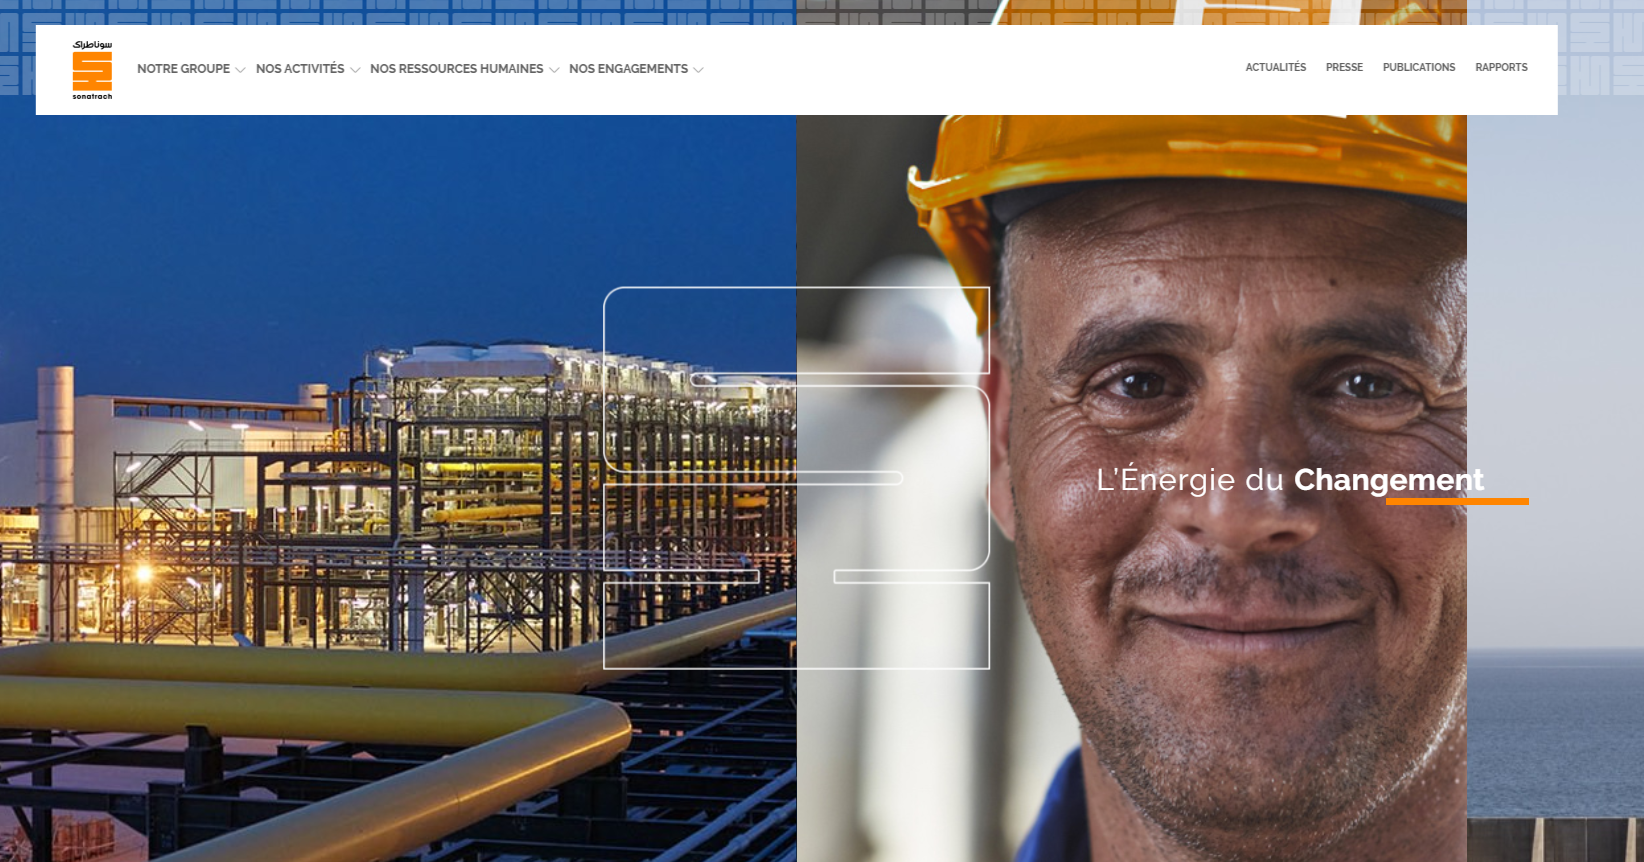 سوناطراك
sonatrach
NOTRE GROUPE
NOS ACTIVITÉS
NOS RESSOURCES HUMAINES
NOS ENGAGEMENTS
ACTUALITÉS
PRESSE
PUBLICATIONS
RAPPORTS
L'Énergie du Changement